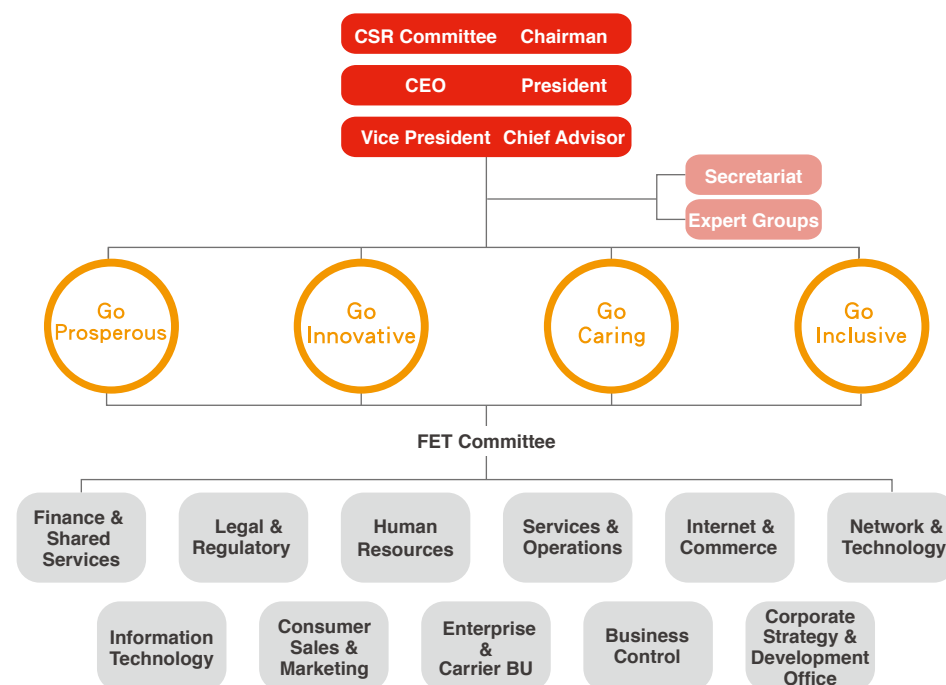 CSR Committee Chairman
CEO President
Vice President Chief Advisor
Secretariat
Expert Groups
Go
Prosperous
Go
Innovative
Go
Caring
Go
Inclusive
FET Committee
Finance &
Shared
Services
Legal &
Regulatory
Human
Resources
Services &
Operations
Internet &
Commerce
Network &
Technology
Information
Technology
Consumer
Sales &
Marketing
Enterprise
&
Carrier BU
Business
Control
Corporate
Strategy &
Development
Office